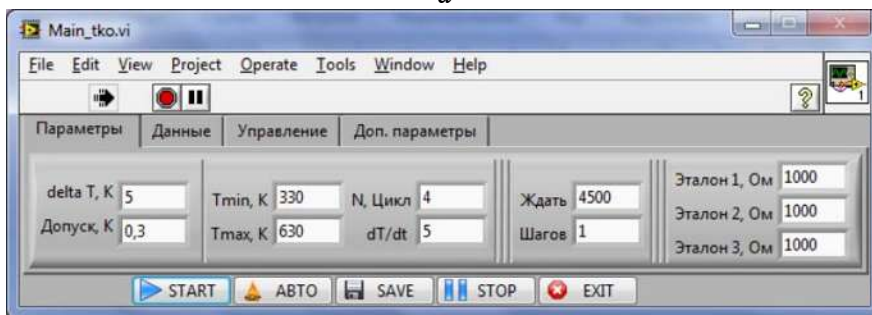 а
Main_tko.vi
File Edit View Project Operate Tools Window Help
1
Параметры Данные Управление Доп. параметры
delta T, K 5
Допуск, К 0,3
Tmin, K 330
Tmax, K 630
N, Цикл 4
dT/dt 5
Ждать 4500
Шагов 1
Эталон 1, Ом 1000
Эталон 2, Ом 1000
Эталон 3, Ом 1000
START АВТО SAVE STOP EXIT